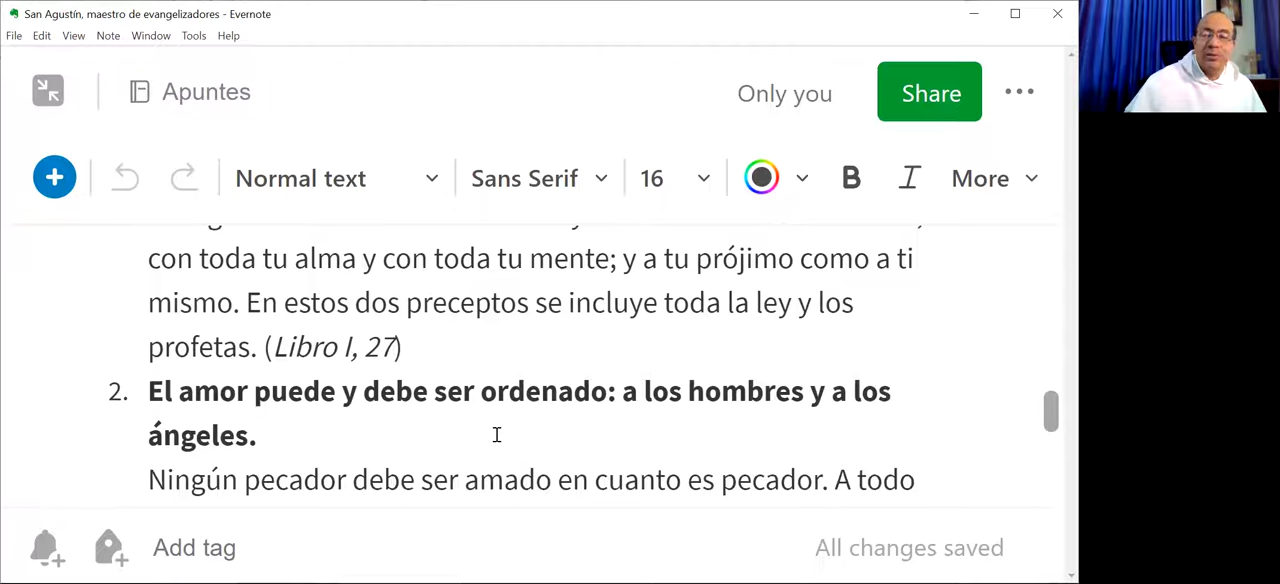 San Agustín, maestro de evangelizadores - Evernote
File Edit View Note Window Tools Help
Apuntes
Only you
Share
Normal text
Sans Serif
16
B
I
More
con toda tu alma y con toda tu mente; y a tu prójimo como a ti
mismo. En estos dos preceptos se incluye toda la ley y los
profetas. (Libro I, 27)
2. El amor puede y debe ser ordenado: a los hombres y a los
ángeles.
Ningún pecador debe ser amado en cuanto es pecador. A todo
Add tag
All changes saved